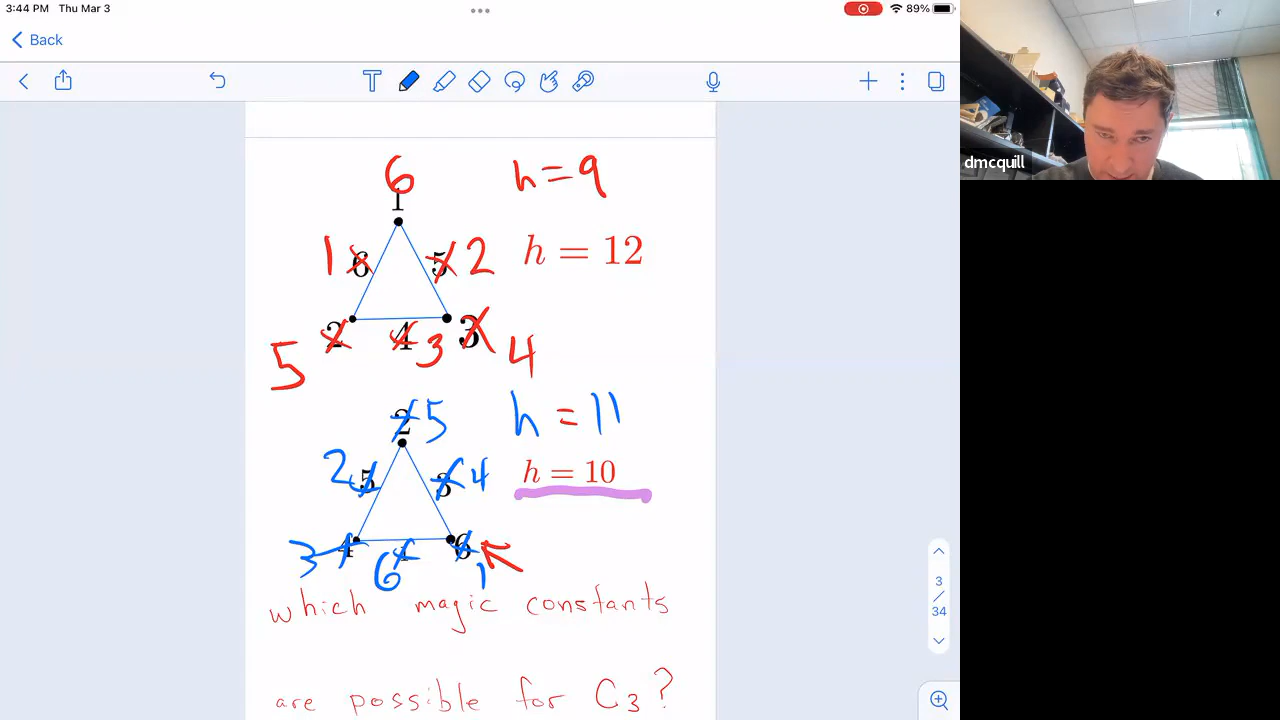 3:44 PM Thu Mar 3
89%
Back
T
6
h=9
1
1 6 5 2
h = 12
2 4 3 3
5 4
2 5
h = 11
2 5 3 4
h = 10
3 4 6 1 6 1
which magic constants
are possible for C3?
3
/
34
dmcquill